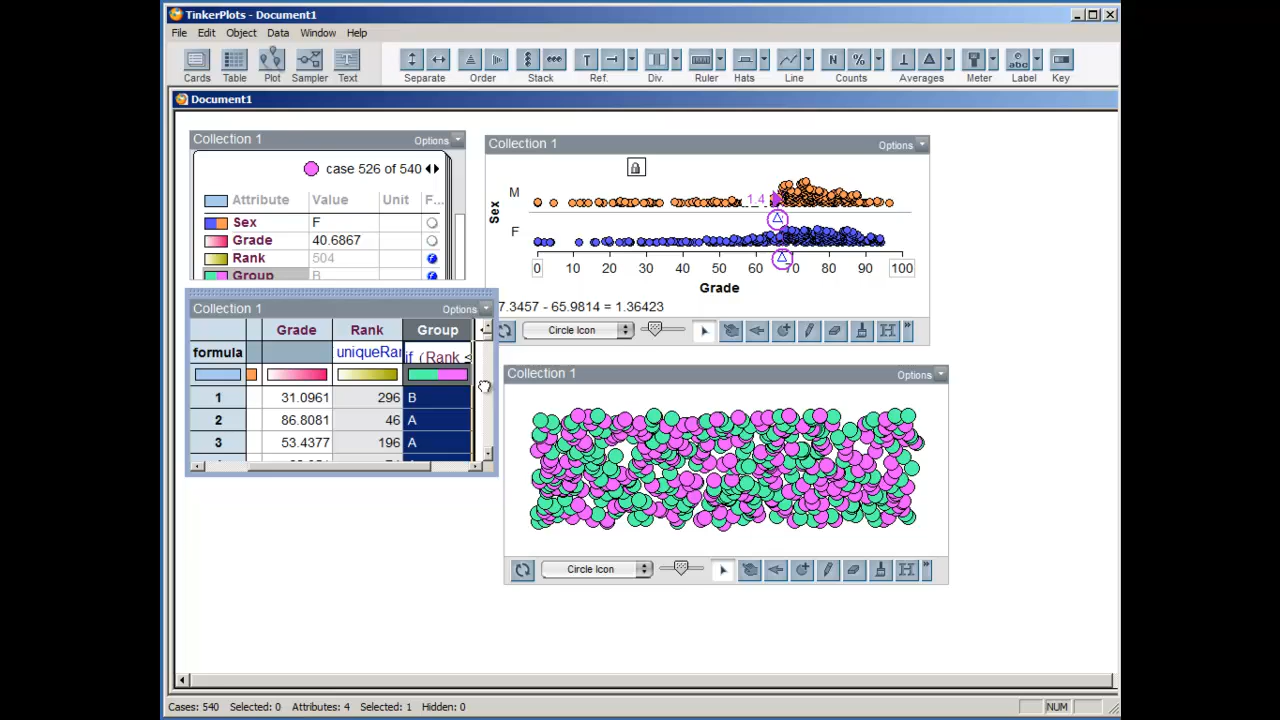 TinkerPlots - Document1
File Edit Object Data Window Help
Cards Table Plot Sampler Text Separate Order Stack Ref. Div. Ruler Hats Line Counts Averages Meter Label Key
Document1
Collection 1 Options
case 526 of 540
Attribute Value Unit F...
Sex F
Grade 40.6867
Rank 504
Group B
Collection 1 Options
M
F
Sex
1.4
0 10 20 30 40 50 60 70 80 90 100
Grade
7.3457 - 65.9814 = 1.36423
Circle Icon
Collection 1 Options
Grade Rank Group
formula uniqueRan if (Rank <
1 31.0961 296 B
2 86.8081 46 A
3 53.4377 196 A
Collection 1 Options
Circle Icon
Cases: 540 Selected: 0 Attributes: 4 Selected: 1 Hidden: 0
NUM